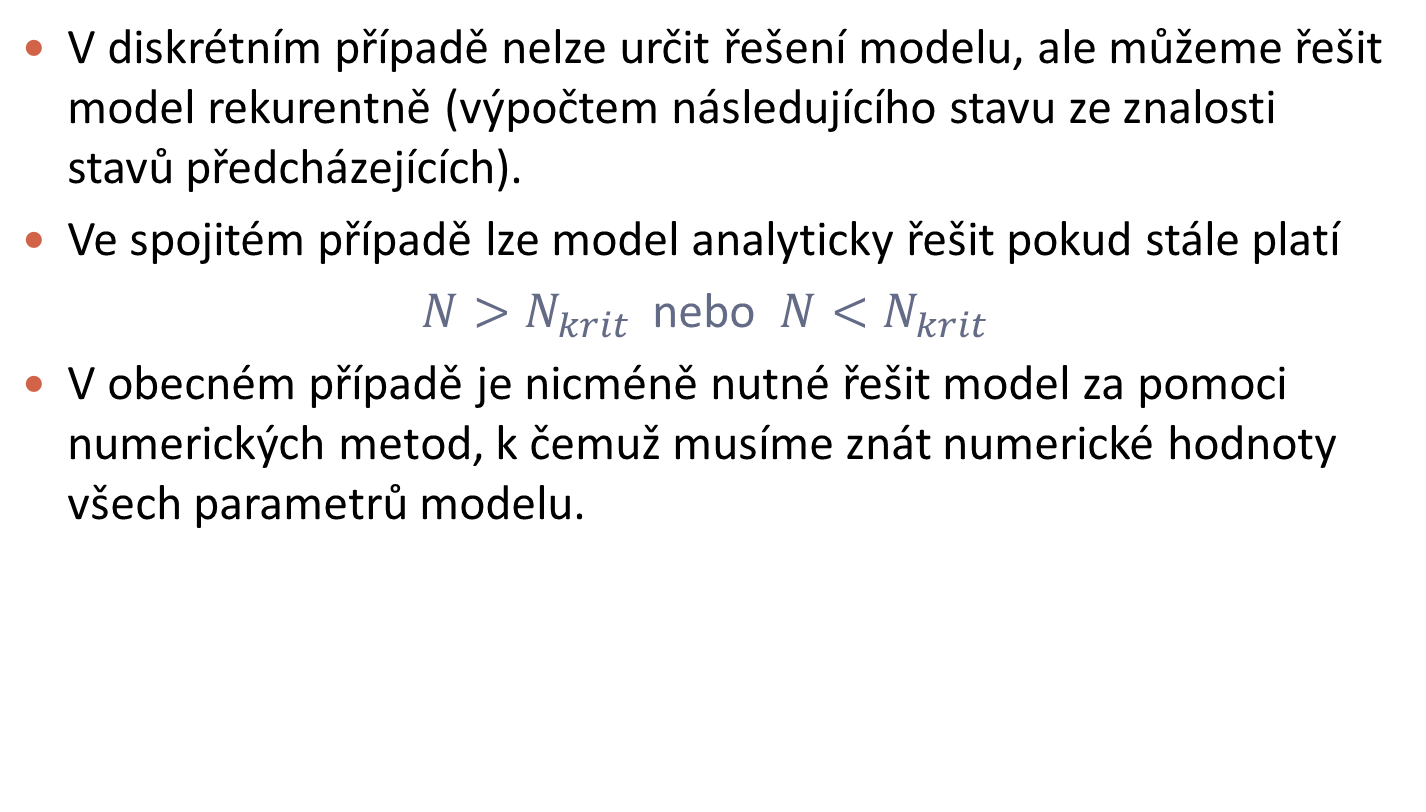 • V diskrétním případě nelze určit řešení modelu, ale můžeme řešit
model rekurentně (výpočtem následujícího stavu ze znalosti
stavů předcházejících).
• Ve spojitém případě lze model analyticky řešit pokud stále platí
N > N_krit nebo N < N_krit
• V obecném případě je nicméně nutné řešit model za pomoci
numerických metod, k čemuž musíme znát numerické hodnoty
všech parametrů modelu.